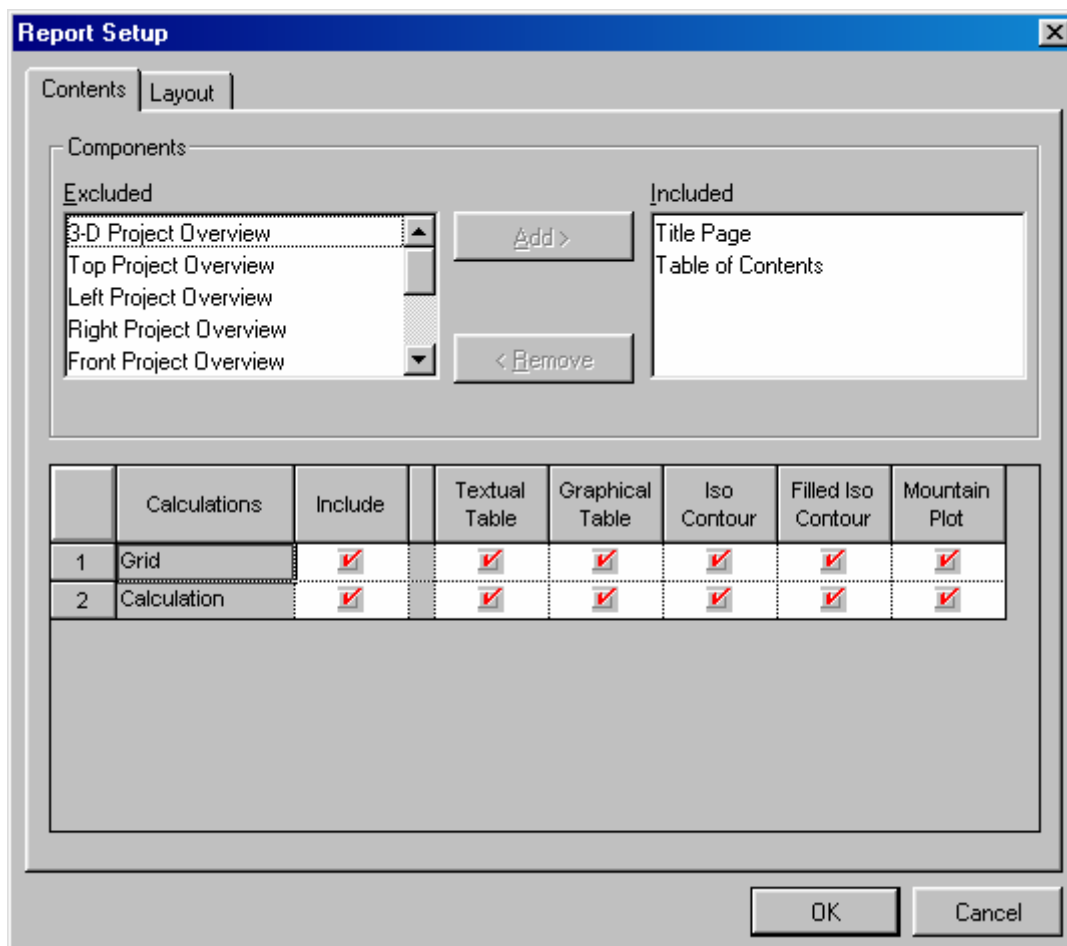 Report Setup
Contents
Layout
Components
Excluded
Included
3-D Project Overview
Top Project Overview
Left Project Overview
Right Project Overview
Front Project Overview
Add >
< Remove
Title Page
Table of Contents
Calculations
Include
Textual
Table
Graphical
Table
Iso
Contour
Filled Iso
Contour
Mountain
Plot
1 Grid
2 Calculation
OK
Cancel